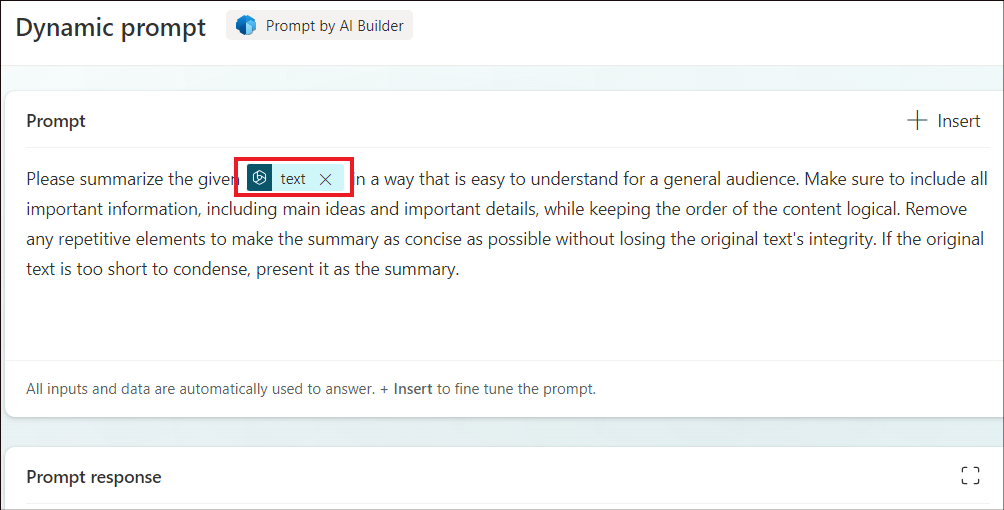 Dynamic prompt Prompt by AI Builder
Prompt
Insert
Please summarize the given text in a way that is easy to understand for a general audience. Make sure to include all
important information, including main ideas and important details, while keeping the order of the content logical. Remove
any repetitive elements to make the summary as concise as possible without losing the original text's integrity. If the original
text is too short to condense, present it as the summary.
All inputs and data are automatically used to answer. + Insert to fine tune the prompt.
Prompt response